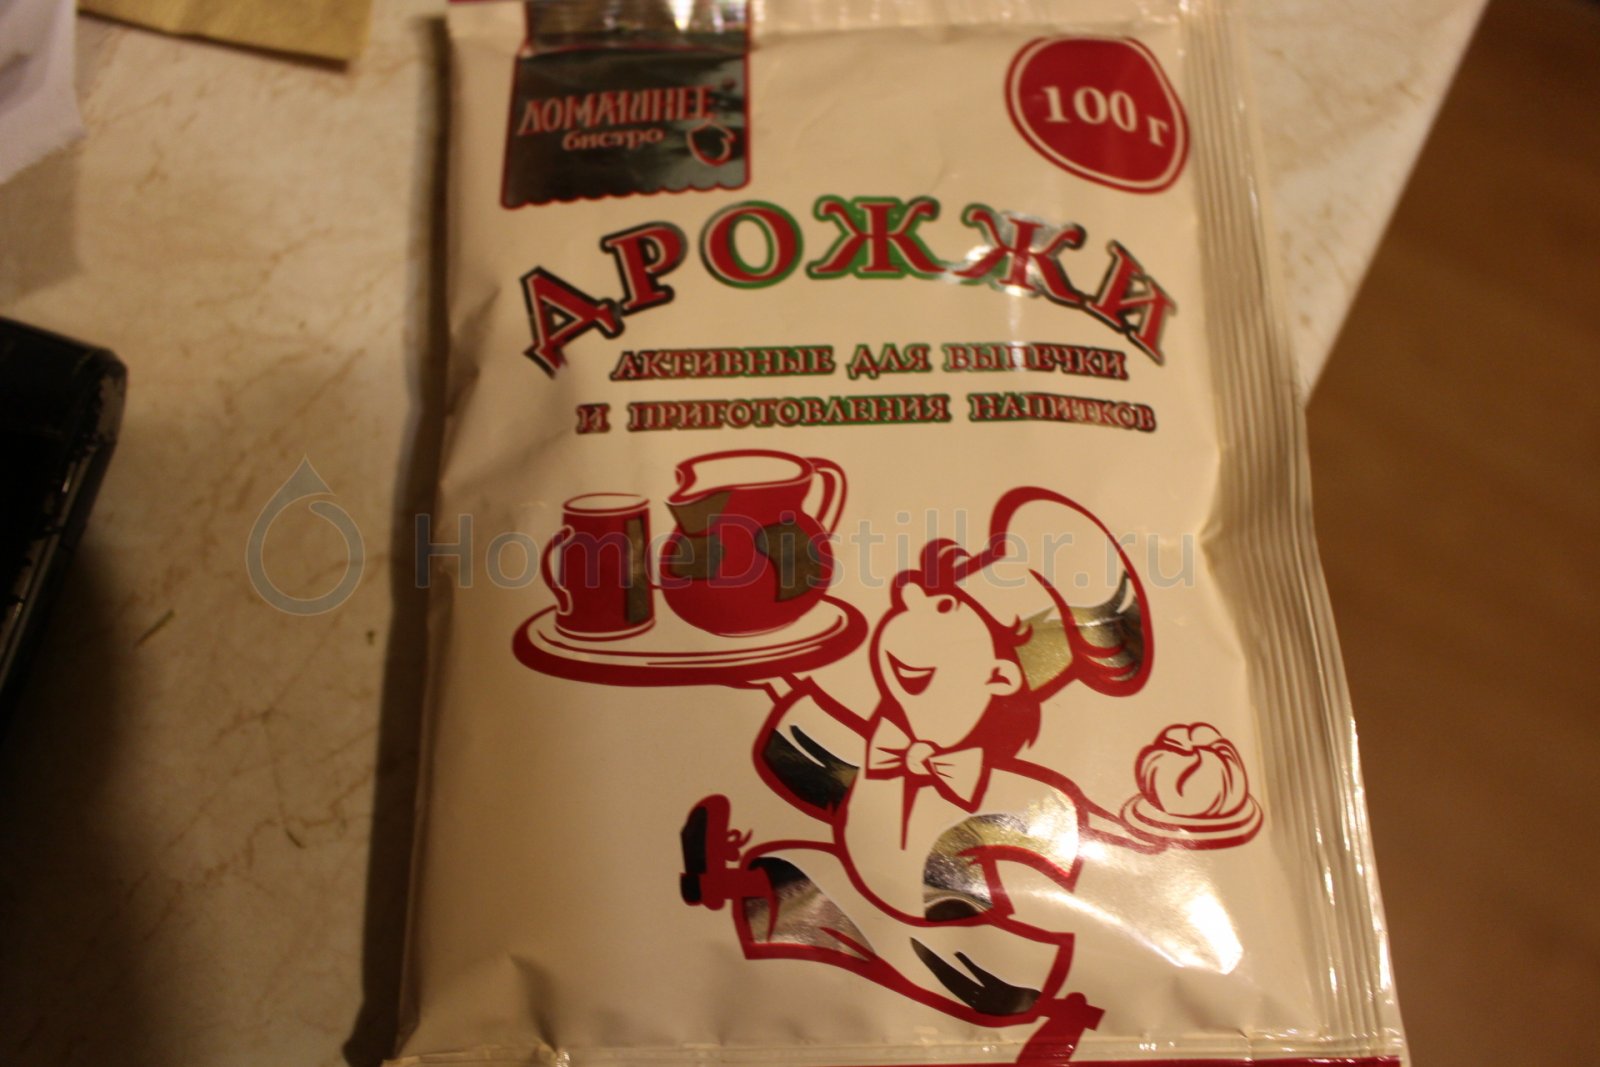 ДОМАШНЕЕ
бистро
100 г
ДРОЖЖИ
АКТИВНЫЕ ДЛЯ ВЫПЕЧКИ
И ПРИГОТОВЛЕНИЯ НАПИТКОВ
HomeDistiller.ru